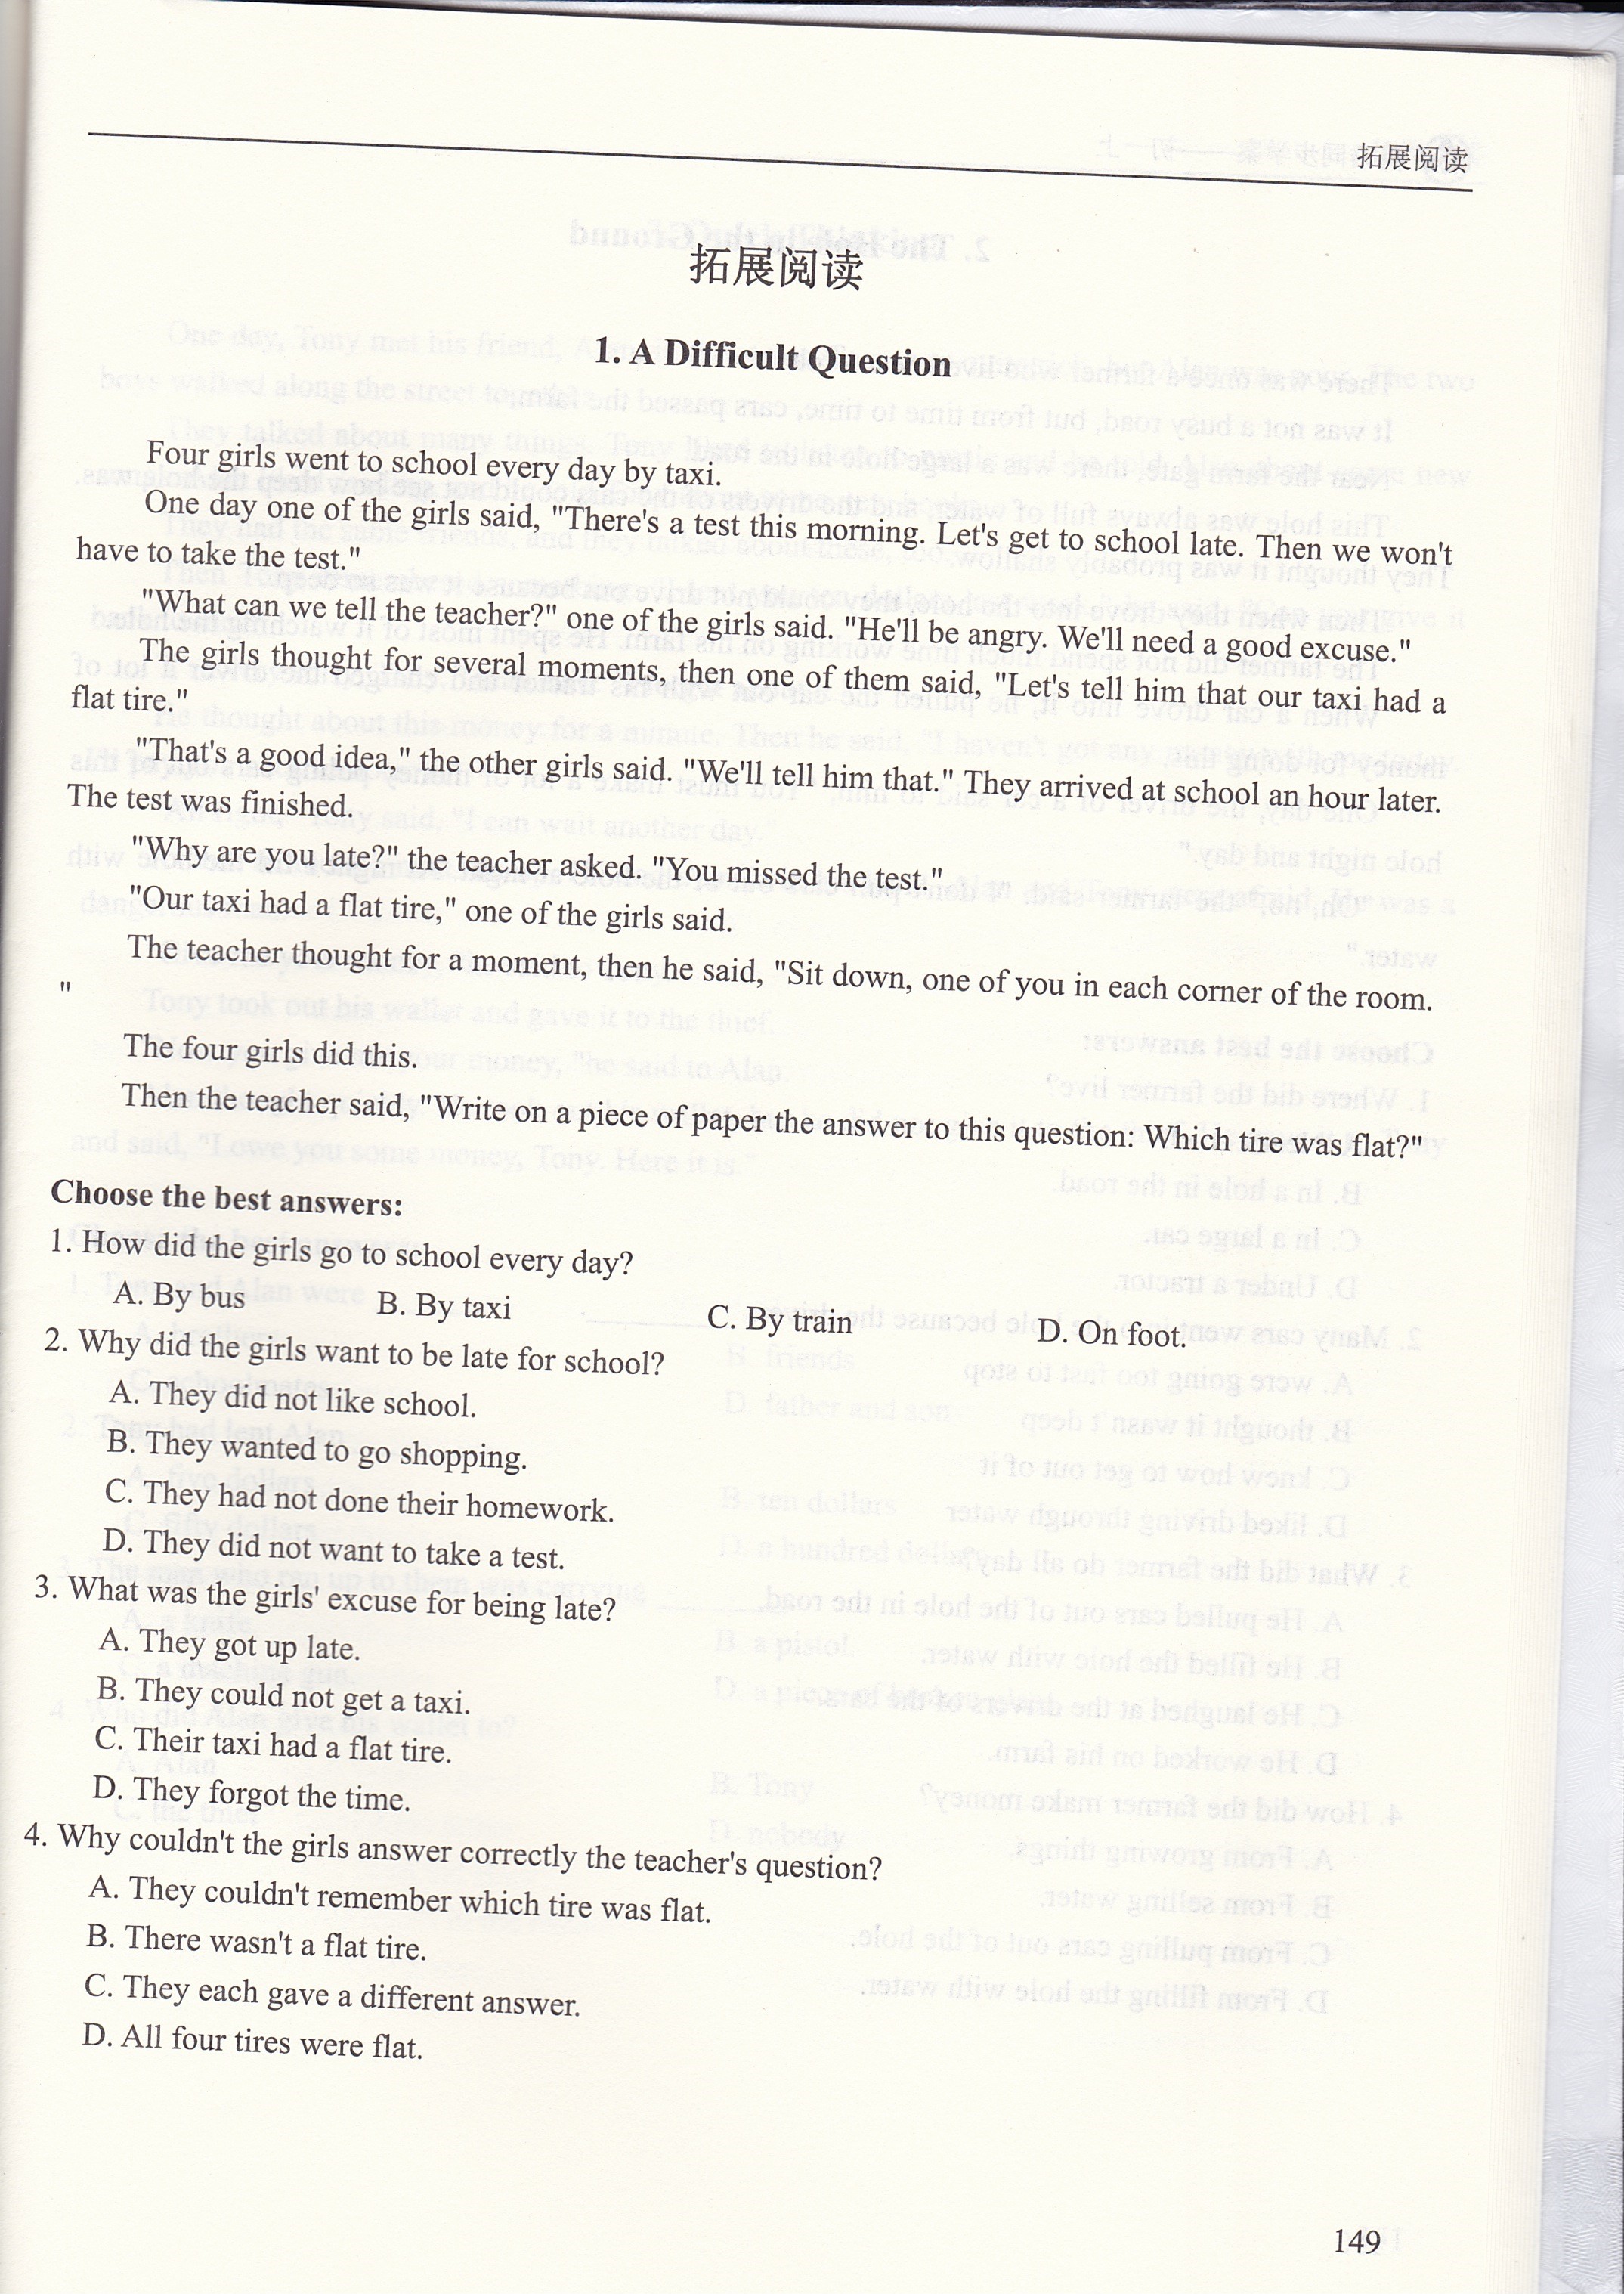 拓展阅读
拓展阅读
1. A Difficult Question
Four girls went to school every day by taxi.
One day one of the girls said, "There's a test this morning. Let's get to school late. Then we won't
have to take the test."
"What can we tell the teacher?" one of the girls said. "He'll be angry. We'll need a good excuse."
The girls thought for several moments, then one of them said, "Let's tell him that our taxi had a
flat tire."
"That's a good idea," the other girls said. "We'll tell him that." They arrived at school an hour later.
The test was finished.
"Why are you late?" the teacher asked. "You missed the test."
"Our taxi had a flat tire," one of the girls said.
The teacher thought for a moment, then he said, "Sit down, one of you in each corner of the room.
"
The four girls did this.
Then the teacher said, "Write on a piece of paper the answer to this question: Which tire was flat?"
Choose the best answers:
1. How did the girls go to school every day?
A. By bus B. By taxi C. By train D. On foot.
2. Why did the girls want to be late for school?
A. They did not like school.
B. They wanted to go shopping.
C. They had not done their homework.
D. They did not want to take a test.
3. What was the girls' excuse for being late?
A. They got up late.
B. They could not get a taxi.
C. Their taxi had a flat tire.
D. They forgot the time.
4. Why couldn't the girls answer correctly the teacher's question?
A. They couldn't remember which tire was flat.
B. There wasn't a flat tire.
C. They each gave a different answer.
D. All four tires were flat.
149